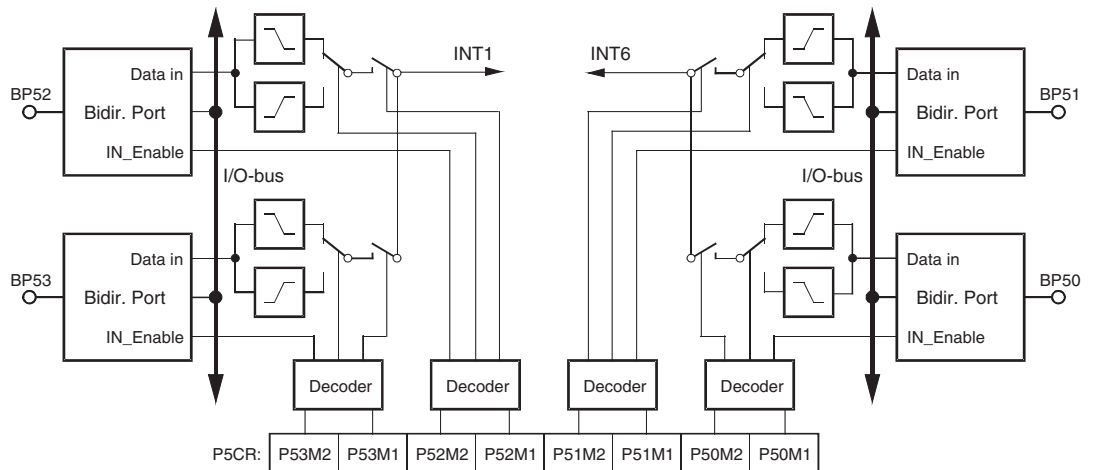 INT1 INT6
Data in Data in
BP52 BP51
Bidir. Port Bidir. Port
IN_Enable IN_Enable
I/O-bus I/O-bus
Data in Data in
BP53 BP50
Bidir. Port Bidir. Port
IN_Enable IN_Enable
Decoder Decoder Decoder Decoder
P5CR: P53M2 P53M1 P52M2 P52M1 P51M2 P51M1 P50M2 P50M1